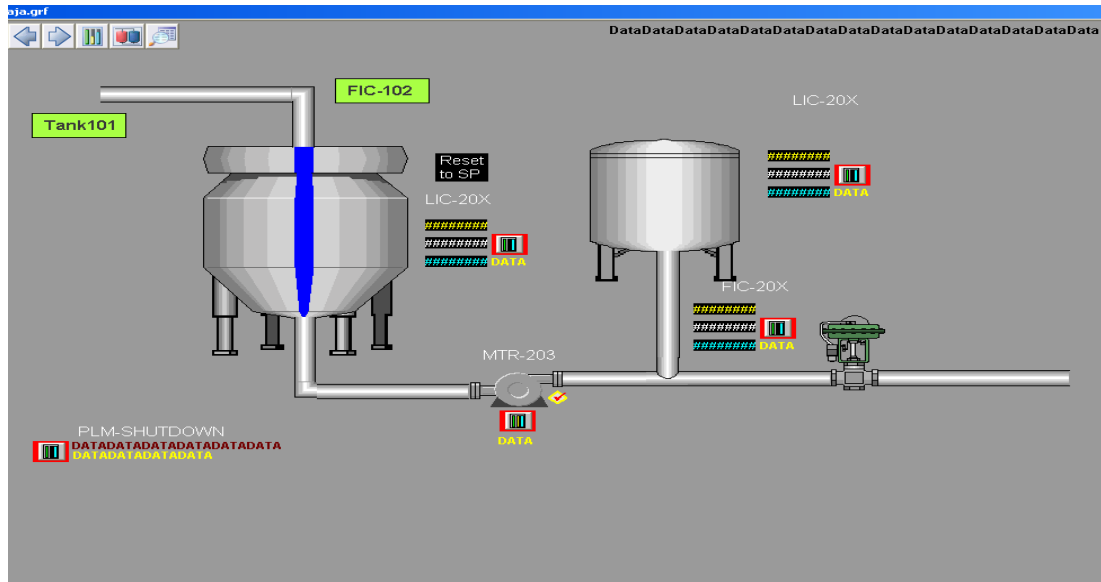 aja.grf
DataDataDataDataDataDataDataDataDataDataDataDataDataDataData
FIC-102
LIC-20X
Tank101
Reset
to SP
########
########
######## DATA
LIC-20X
########
########
######## DATA
FIC-20X
########
########
######## DATA
MTR-203
DATA
PLM-SHUTDOWN
DATADATADATADATADATADATA
DATADATADATADATA